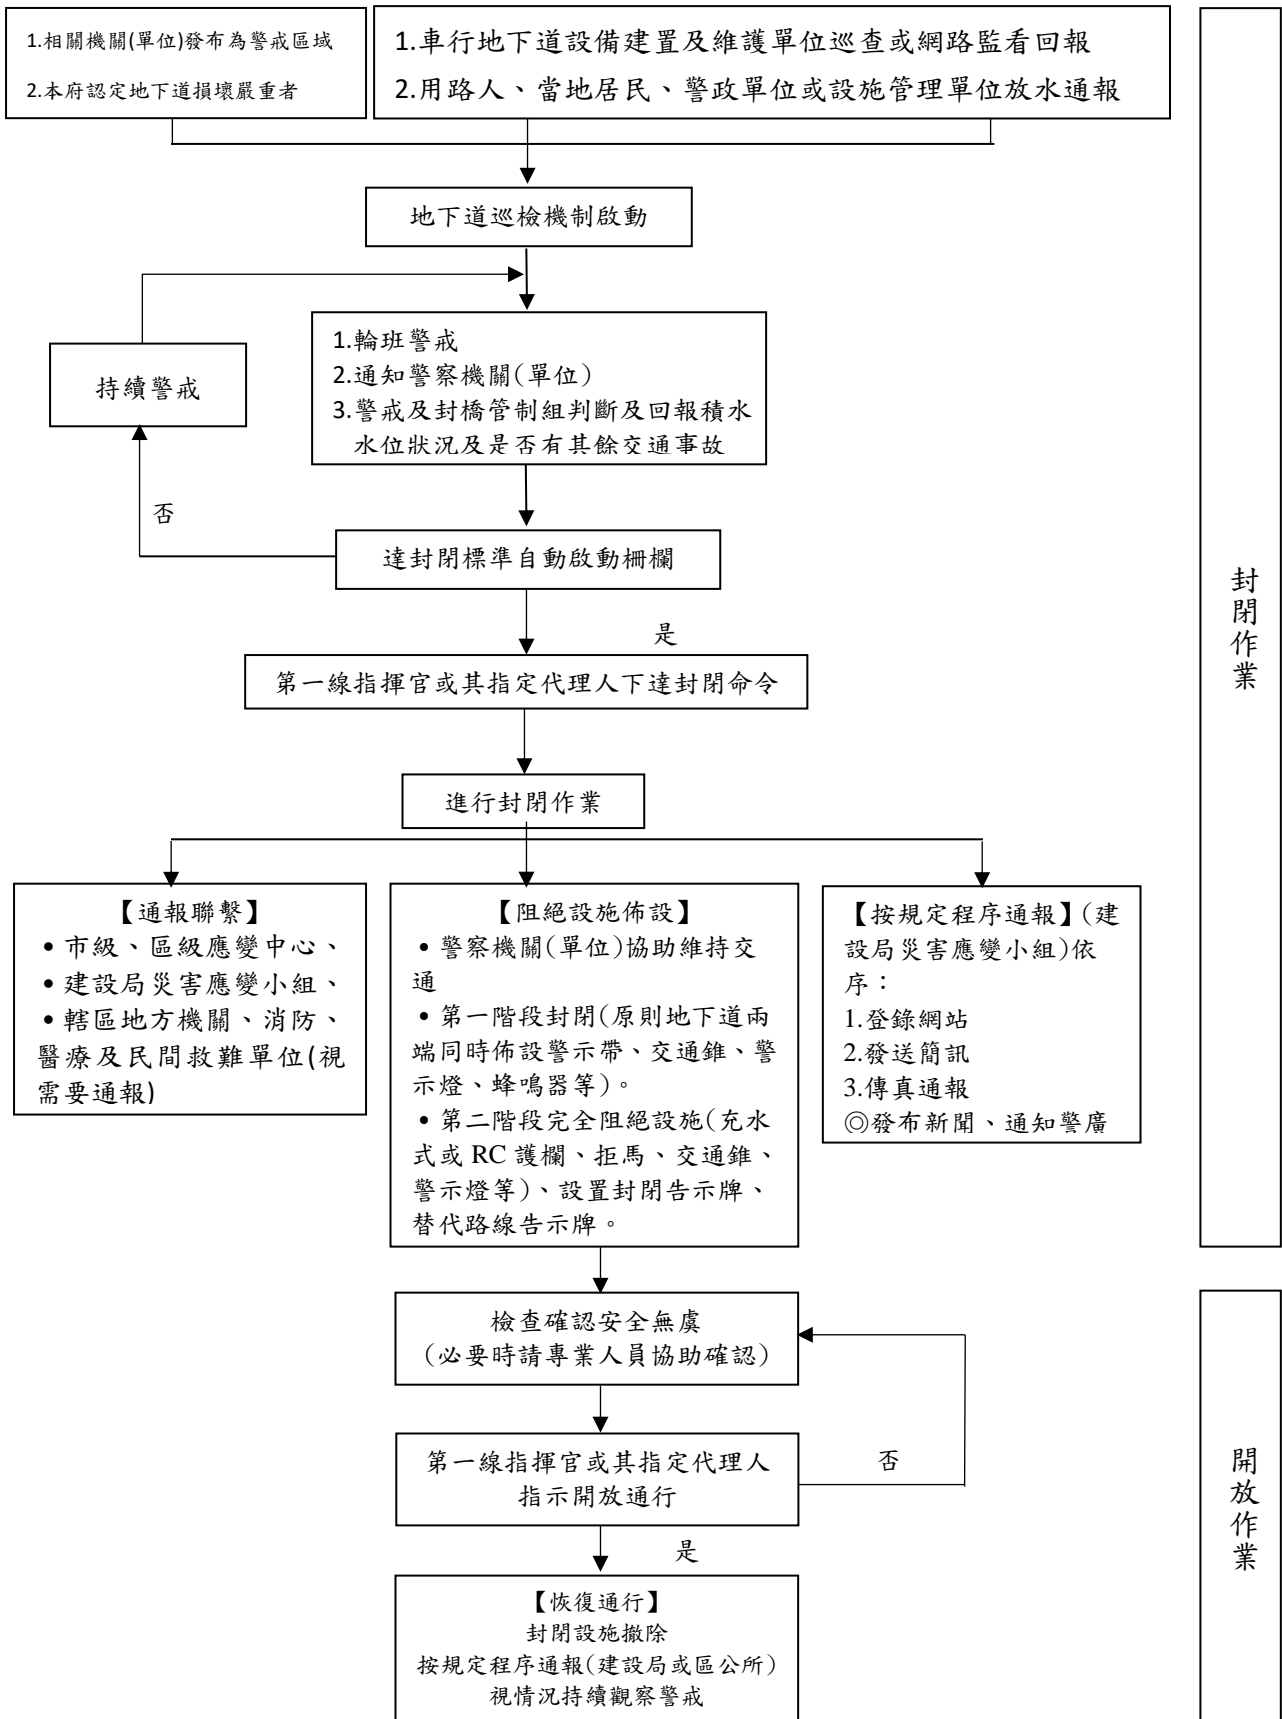 1.相關機關(單位)發布為警戒區域
2.本府認定地下道損壞嚴重者
1.車行地下道設備建置及維護單位巡查或網路監看回報
2.用路人、當地居民、警政單位或設施管理單位放水通報
地下道巡檢機制啟動
1.輪班警戒
2.通知警察機關(單位)
3.警戒及封橋管制組判斷及回報積水
水位狀況及是否有其餘交通事故
持續警戒
否
達封閉標準自動啟動柵欄
是
第一線指揮官或其指定代理人下達封閉命令
進行封閉作業
【通報聯繫】
•市級、區級應變中心、
•建設局災害應變小組、
•轄區地方機關、消防、
醫療及民間救難單位(視
需要通報)
【阻絕設施佈設】
•警察機關(單位)協助維持交
通
•第一階段封閉(原則地下道兩
端同時佈設警示帶、交通錐、警
示燈、蜂鳴器等)。
•第二階段完全阻絕設施(充水
式或 RC 護欄、拒馬、交通錐、
警示燈等)、設置封閉告示牌、
替代路線告示牌。
【按規定程序通報】(建
設局災害應變小組)依
序：
1.登錄網站
2.發送簡訊
3.傳真通報
◎發布新聞、通知警廣
封閉作業
檢查確認安全無虞
(必要時請專業人員協助確認)
第一線指揮官或其指定代理人
指示開放通行
否
是
【恢復通行】
封閉設施撤除
按規定程序通報(建設局或區公所)
視情況持續觀察警戒
開放作業